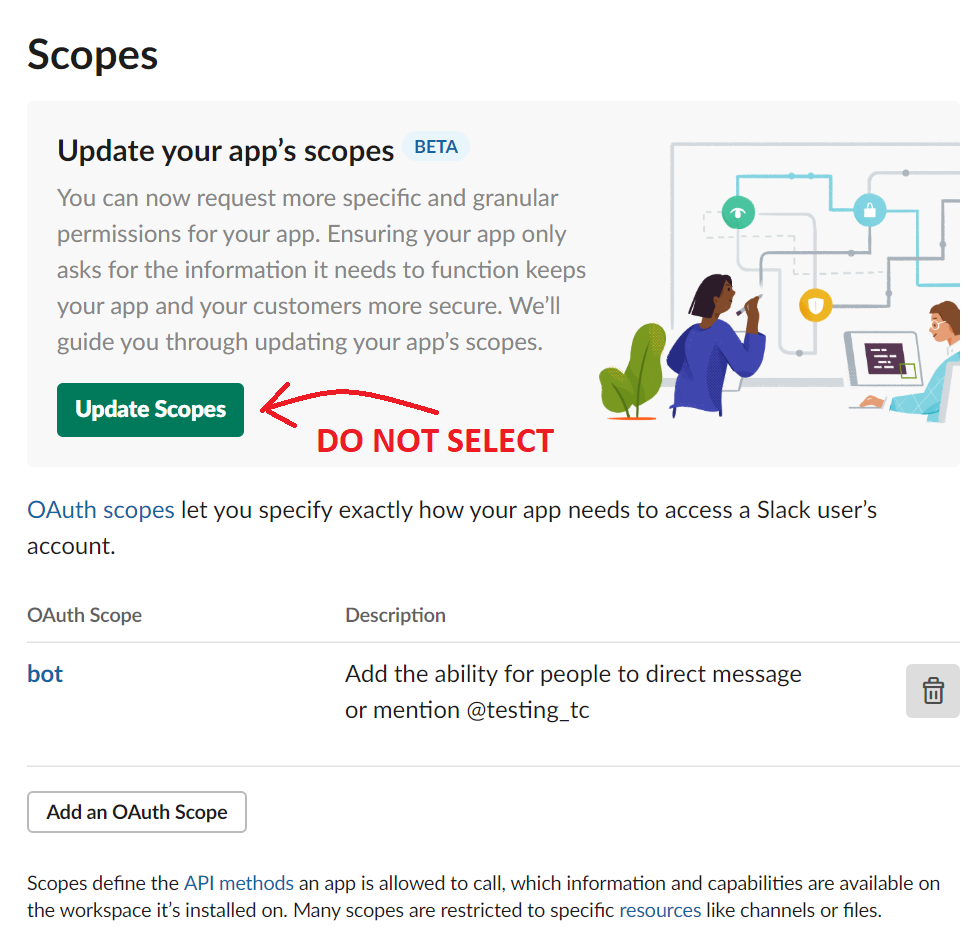 Scopes
Update your app’s scopes BETA
You can now request more specific and granular
permissions for your app. Ensuring your app only
asks for the information it needs to function keeps
your app and your customers more secure. We’ll
guide you through updating your app’s scopes.
Update Scopes
DO NOT SELECT
OAuth scopes let you specify exactly how your app needs to access a Slack user’s
account.
OAuth Scope Description
bot Add the ability for people to direct message
or mention @testing_tc
Add an OAuth Scope
Scopes define the API methods an app is allowed to call, which information and capabilities are available on
the workspace it’s installed on. Many scopes are restricted to specific resources like channels or files.